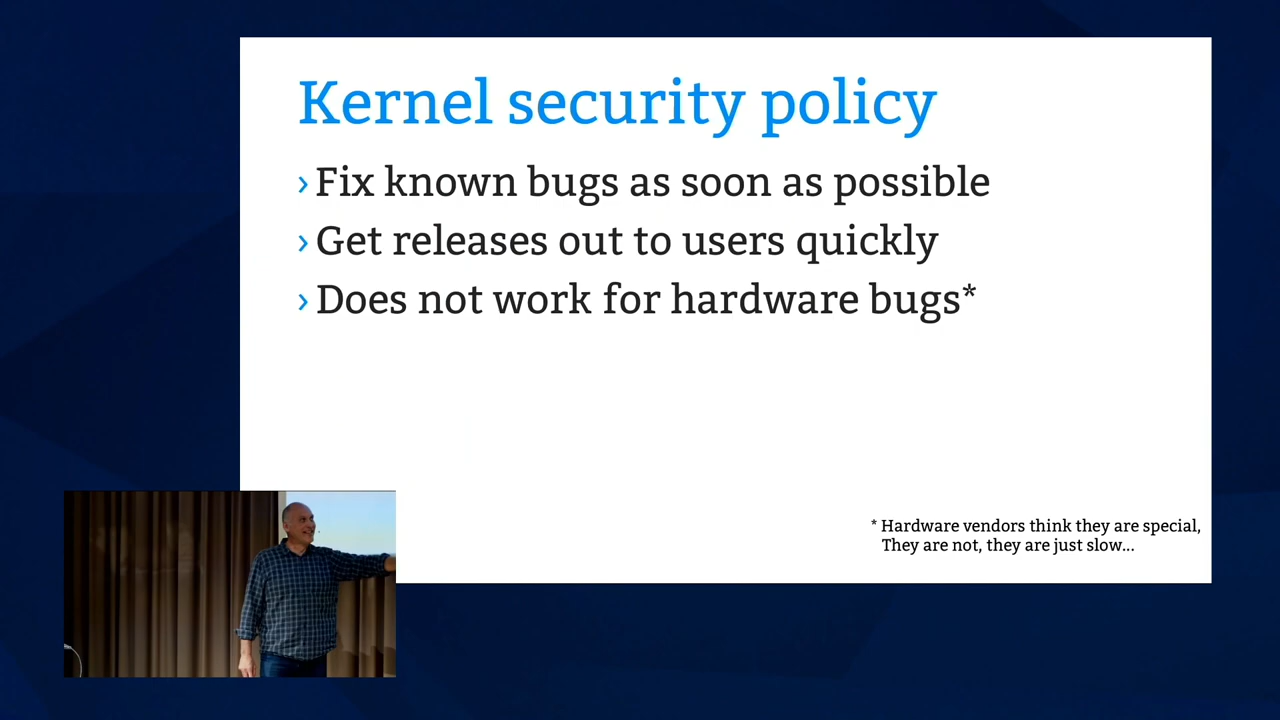 Kernel security policy
› Fix known bugs as soon as possible
› Get releases out to users quickly
› Does not work for hardware bugs*
* Hardware vendors think they are special,
They are not, they are just slow...